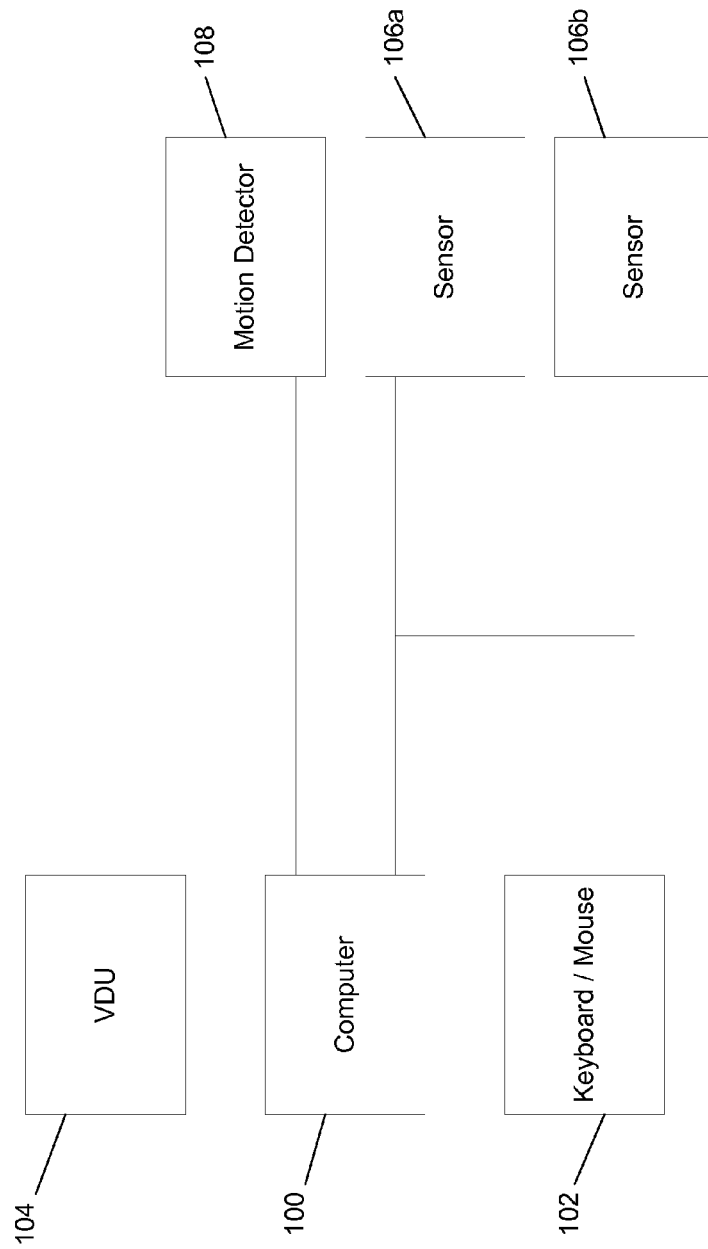 104
VDU
100
Computer
102
Keyboard / Mouse
108
Motion Detector
106a
Sensor
106b
Sensor